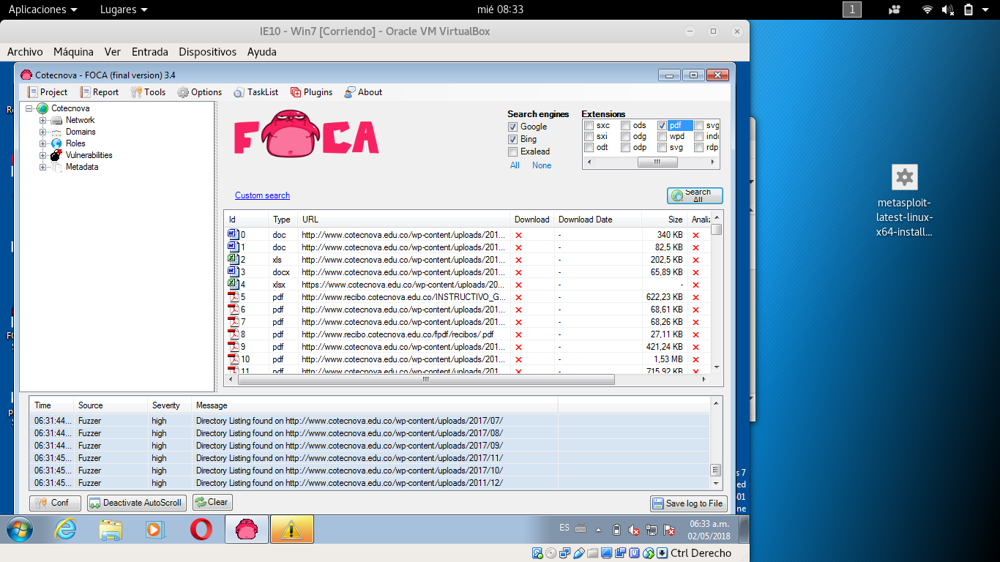 Aplicaciones Lugares mié 08:33 1
IE10 - Win7 [Corriendo] - Oracle VM VirtualBox
Archivo Máquina Ver Entrada Dispositivos Ayuda
Cotecnova - FOCA (final version) 3.4
Project Report Tools Options TaskList Plugins About
Cotecnova
Network
Domains
Roles
Vulnerabilities
Metadata
FOCA
Search engines
Google
Bing
Exalead
All None
Extensions
sxc ods pdf svg
sxi odg wpd
odt odp svg rdp
Custom search
Search All
Id Type URL Download Download Date Size
0 doc http://www.cotecnova.edu.co/wp-content/uploads/201... - 340 KB
1 doc http://www.cotecnova.edu.co/wp-content/uploads/201... - 82,5 KB
2 xls http://www.cotecnova.edu.co/wp-content/uploads/201... - 202,5 KB
3 docx http://www.cotecnova.edu.co/wp-content/uploads/201... - 65,89 KB
4 xlsx https://www.cotecnova.edu.co/wp-content/uploads/20... - -
5 pdf http://www.recibo.cotecnova.edu.co/INSTRUCTIVO_G... - 622,23 KB
6 pdf http://www.cotecnova.edu.co/wp-content/uploads/201... - 68,61 KB
7 pdf http://www.cotecnova.edu.co/wp-content/uploads/201... - 68,26 KB
8 pdf http://www.recibo.cotecnova.edu.co/fpdf/recibos/.pdf - 27,11 KB
9 pdf http://www.cotecnova.edu.co/wp-content/uploads/201... - 421,24 KB
10 pdf http://www.cotecnova.edu.co/wp-content/uploads/201... - 1,53 MB
11 pdf http://www.cotecnova.edu.co/wp-content/uploads/201... - 715,92 KB
Time Source Severity Message
06:31:44... Fuzzer high Directory Listing found on http://www.cotecnova.edu.co/wp-content/uploads/2017/07/
06:31:44... Fuzzer high Directory Listing found on http://www.cotecnova.edu.co/wp-content/uploads/2017/08/
06:31:44... Fuzzer high Directory Listing found on http://www.cotecnova.edu.co/wp-content/uploads/2017/09/
06:31:45... Fuzzer high Directory Listing found on http://www.cotecnova.edu.co/wp-content/uploads/2017/11/
06:31:45... Fuzzer high Directory Listing found on http://www.cotecnova.edu.co/wp-content/uploads/2017/10/
06:31:45... Fuzzer high Directory Listing found on http://www.cotecnova.edu.co/wp-content/uploads/2011/12/
Conf Deactivate AutoScroll Clear Save log to File
ES 06:33 a.m.
02/05/2018
Ctrl Derecho
metasploit-
latest-linux-
x64-install...